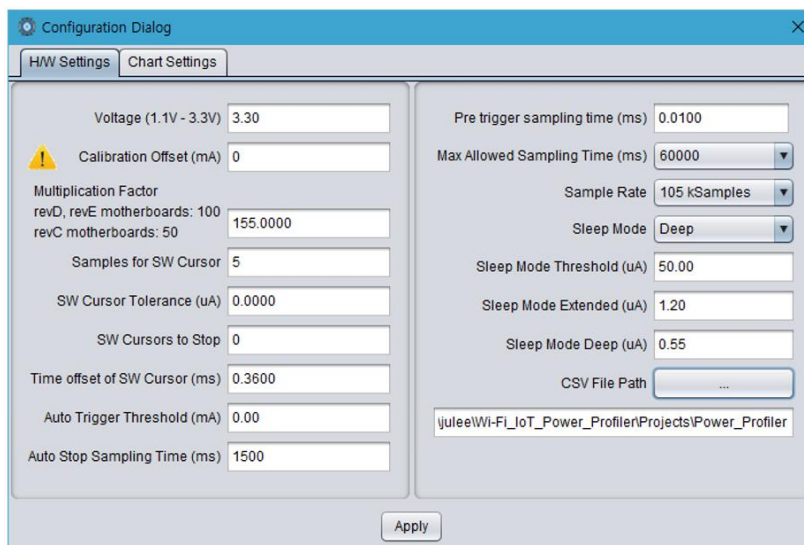 Configuration Dialog
H/W Settings Chart Settings
Voltage (1.1V - 3.3V) 3.30
Calibration Offset (mA) 0
Multiplication Factor
revD, revE motherboards: 100
revC motherboards: 50
155.0000
Samples for SW Cursor 5
SW Cursor Tolerance (uA) 0.0000
SW Cursors to Stop 0
Time offset of SW Cursor (ms) 0.3600
Auto Trigger Threshold (mA) 0.00
Auto Stop Sampling Time (ms) 1500
Pre trigger sampling time (ms) 0.0100
Max Allowed Sampling Time (ms) 60000
Sample Rate 105 kSamples
Sleep Mode Deep
Sleep Mode Threshold (uA) 50.00
Sleep Mode Extended (uA) 1.20
Sleep Mode Deep (uA) 0.55
CSV File Path ...
\julee\Wi-Fi_IoT_Power_Profiler\Projects\Power_Profiler
Apply